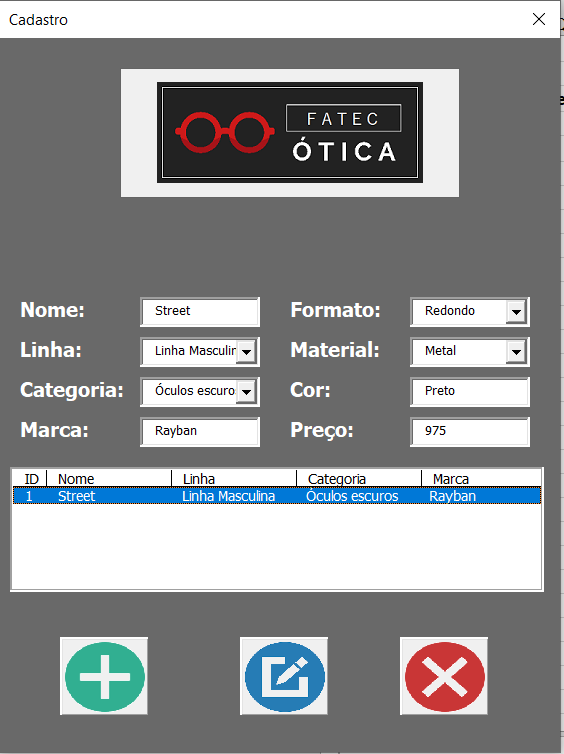 Cadastro
FATEC
ÓTICA
Nome: Street Formato: Redondo
Linha: Linha Masculin Material: Metal
Categoria: Óculos escuro Cor: Preto
Marca: Rayban Preço: 975
ID Nome Linha Categoria Marca
1 Street Linha Masculina Óculos escuros Rayban